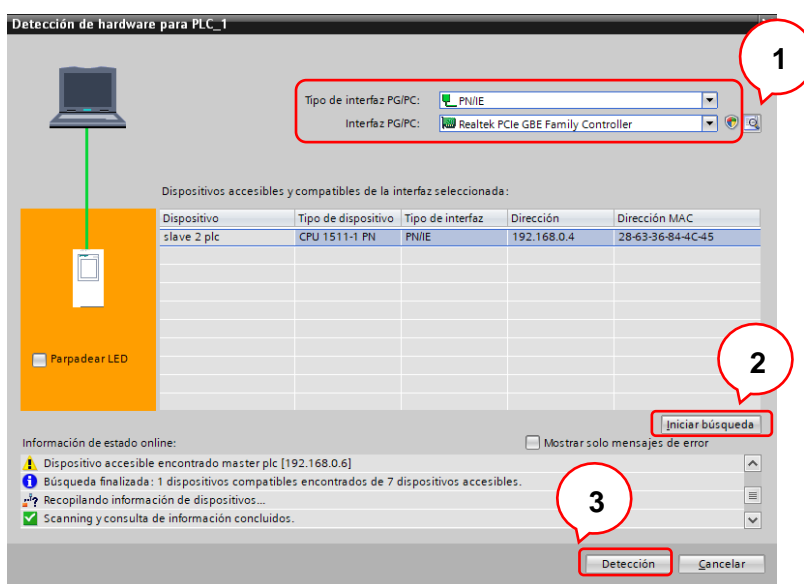 Detección de hardware para PLC_1
1
Tipo de interfaz PG/PC: PN/IE
Interfaz PG/PC: Realtek PCIe GBE Family Controller
Dispositivos accesibles y compatibles de la interfaz seleccionada:
Dispositivo Tipo de dispositivo Tipo de interfaz Dirección Dirección MAC
slave 2 plc CPU 1511-1 PN PN/IE 192.168.0.4 28-63-36-84-4C-45
Parpadear LED
2
Iniciar búsqueda
Información de estado online: Mostrar solo mensajes de error
Dispositivo accesible encontrado master plc [192.168.0.6]
Búsqueda finalizada: 1 dispositivos compatibles encontrados de 7 dispositivos accesibles.
Recopilando información de dispositivos...
Scanning y consulta de información concluidos.
3
Detección Cancelar